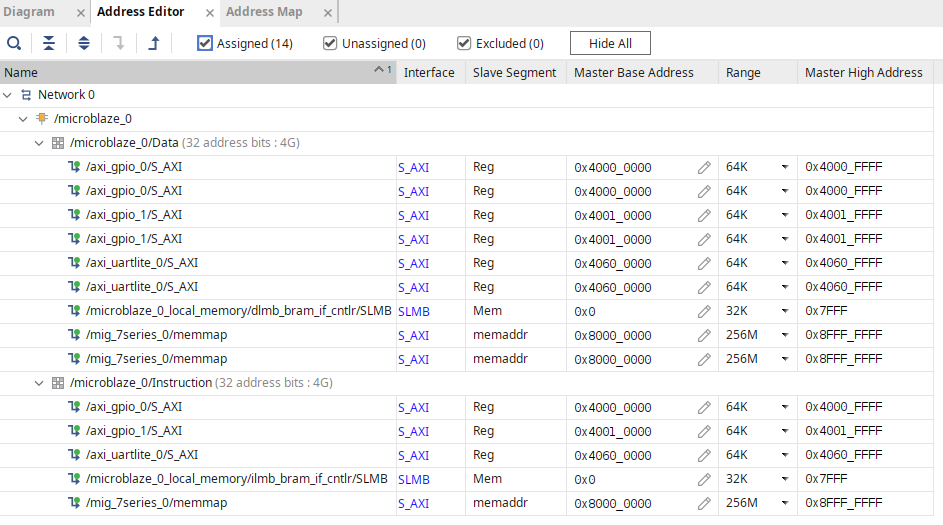 Diagram × Address Editor × Address Map ×
Assigned (14) Unassigned (0) Excluded (0) Hide All
Name 1 Interface Slave Segment Master Base Address Range Master High Address
Network 0
/microblaze_0
/microblaze_0/Data (32 address bits : 4G)
/axi_gpio_0/S_AXI S_AXI Reg 0x4000_0000 64K 0x4000_FFFF
/axi_gpio_0/S_AXI S_AXI Reg 0x4000_0000 64K 0x4000_FFFF
/axi_gpio_1/S_AXI S_AXI Reg 0x4001_0000 64K 0x4001_FFFF
/axi_gpio_1/S_AXI S_AXI Reg 0x4001_0000 64K 0x4001_FFFF
/axi_uartlite_0/S_AXI S_AXI Reg 0x4060_0000 64K 0x4060_FFFF
/axi_uartlite_0/S_AXI S_AXI Reg 0x4060_0000 64K 0x4060_FFFF
/microblaze_0_local_memory/dlmb_bram_if_cntlr/SLMB SLMB Mem 0x0 32K 0x7FFF
/mig_7series_0/memmap S_AXI memaddr 0x8000_0000 256M 0x8FFF_FFFF
/mig_7series_0/memmap S_AXI memaddr 0x8000_0000 256M 0x8FFF_FFFF
/microblaze_0/Instruction (32 address bits : 4G)
/axi_gpio_0/S_AXI S_AXI Reg 0x4000_0000 64K 0x4000_FFFF
/axi_gpio_1/S_AXI S_AXI Reg 0x4001_0000 64K 0x4001_FFFF
/axi_uartlite_0/S_AXI S_AXI Reg 0x4060_0000 64K 0x4060_FFFF
/microblaze_0_local_memory/ilmb_bram_if_cntlr/SLMB SLMB Mem 0x0 32K 0x7FFF
/mig_7series_0/memmap S_AXI memaddr 0x8000_0000 256M 0x8FFF_FFFF